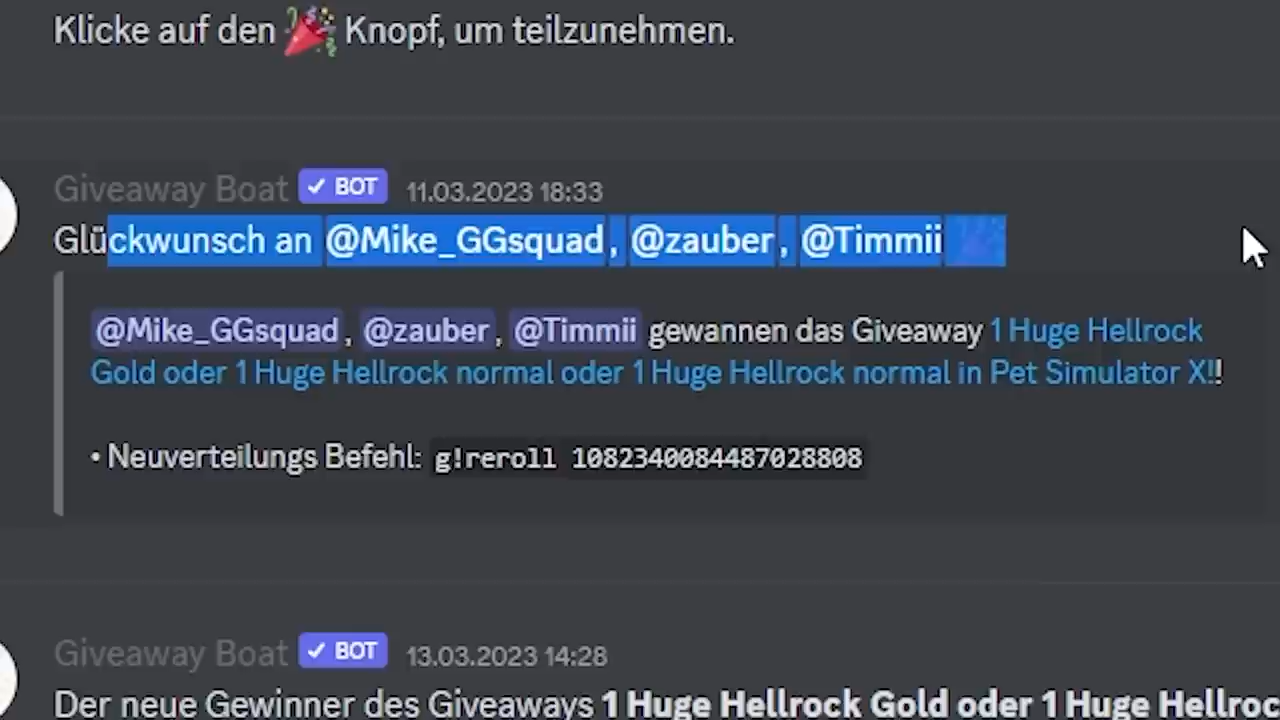 Klicke auf den 🎉 Knopf, um teilzunehmen.
Giveaway Boat ✓ BOT 11.03.2023 18:33
Glückwunsch an @Mike_GGsquad, @zauber, @Timmii 🎉
@Mike_GGsquad, @zauber, @Timmii gewannen das Giveaway 1 Huge Hellrock
Gold oder 1 Huge Hellrock normal oder 1 Huge Hellrock normal in Pet Simulator X!!
• Neuverteilungs Befehl: g!reroll 1082340084487028808
Giveaway Boat ✓ BOT 13.03.2023 14:28
Der neue Gewinner des Giveaways 1 Huge Hellrock Gold oder 1 Huge Hellroc